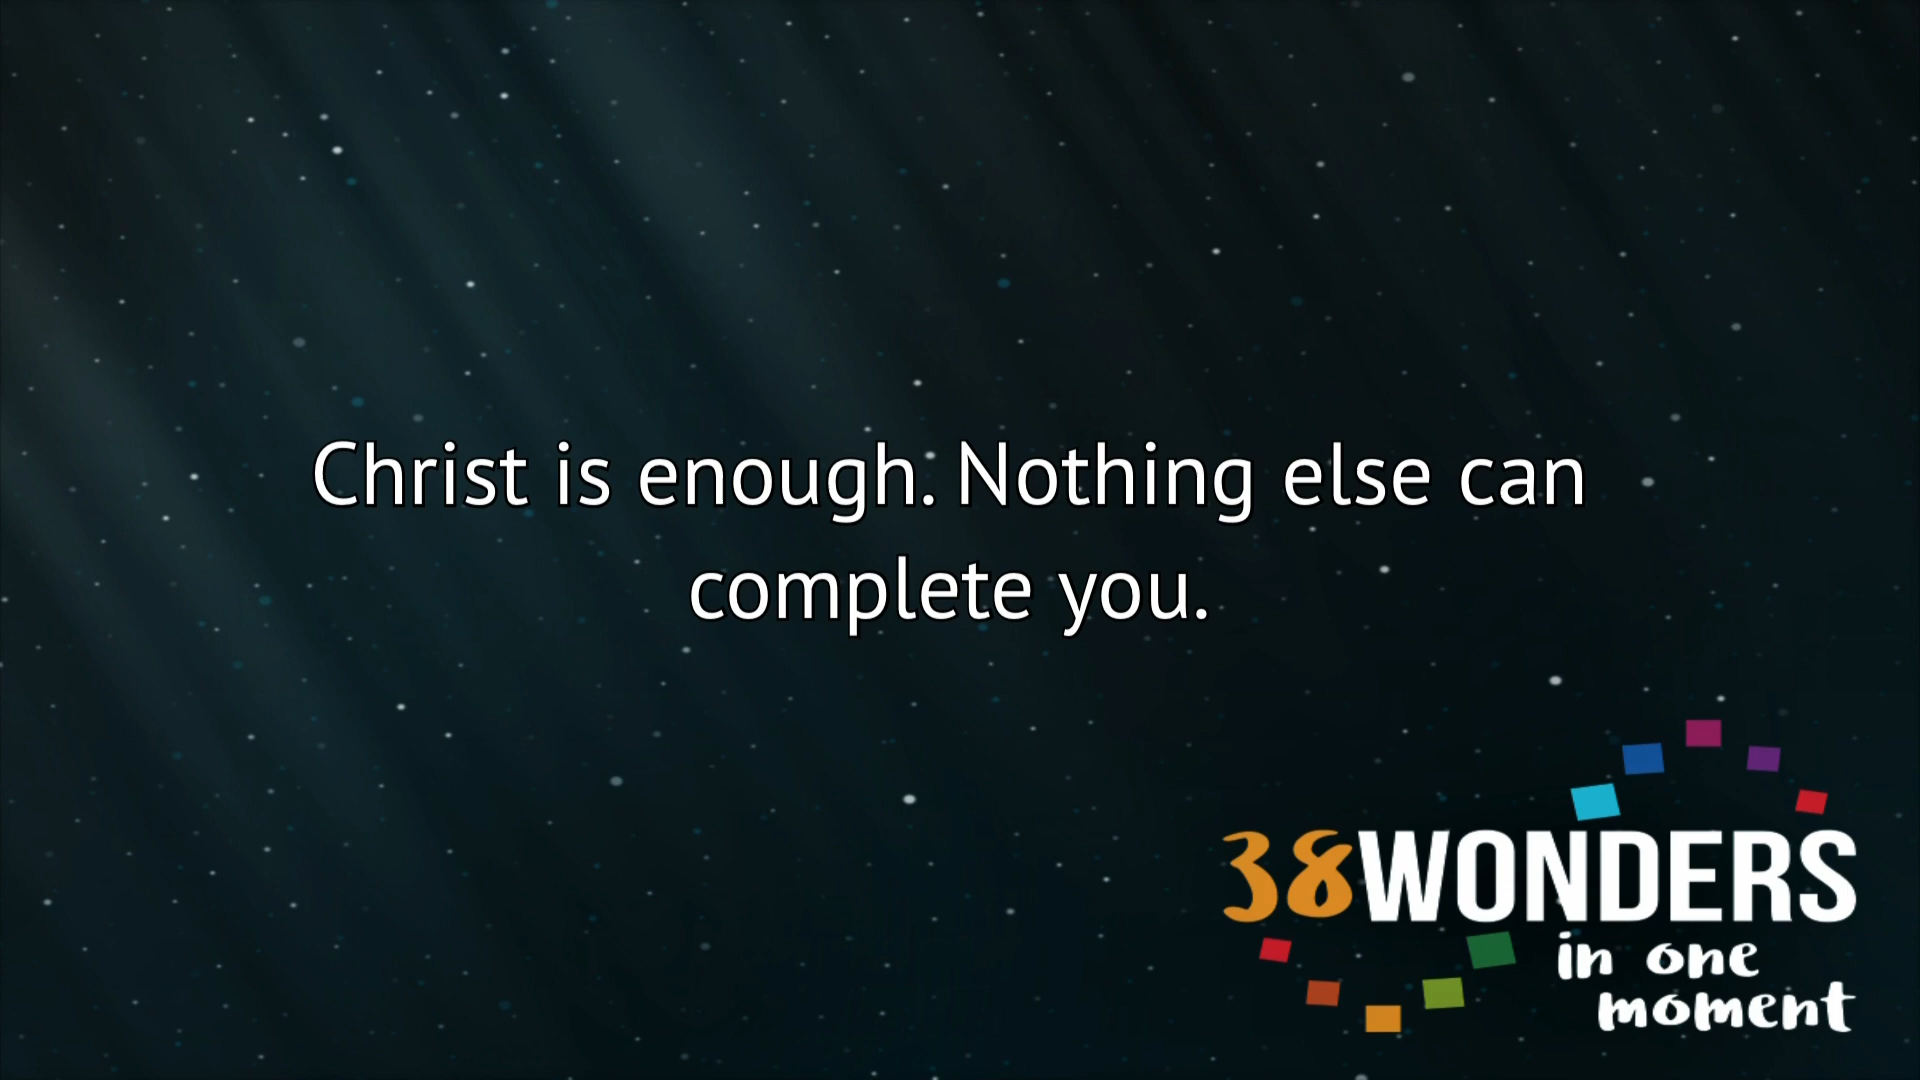 Christ is enough. Nothing else can
complete you.
38WONDERS
in one
moment